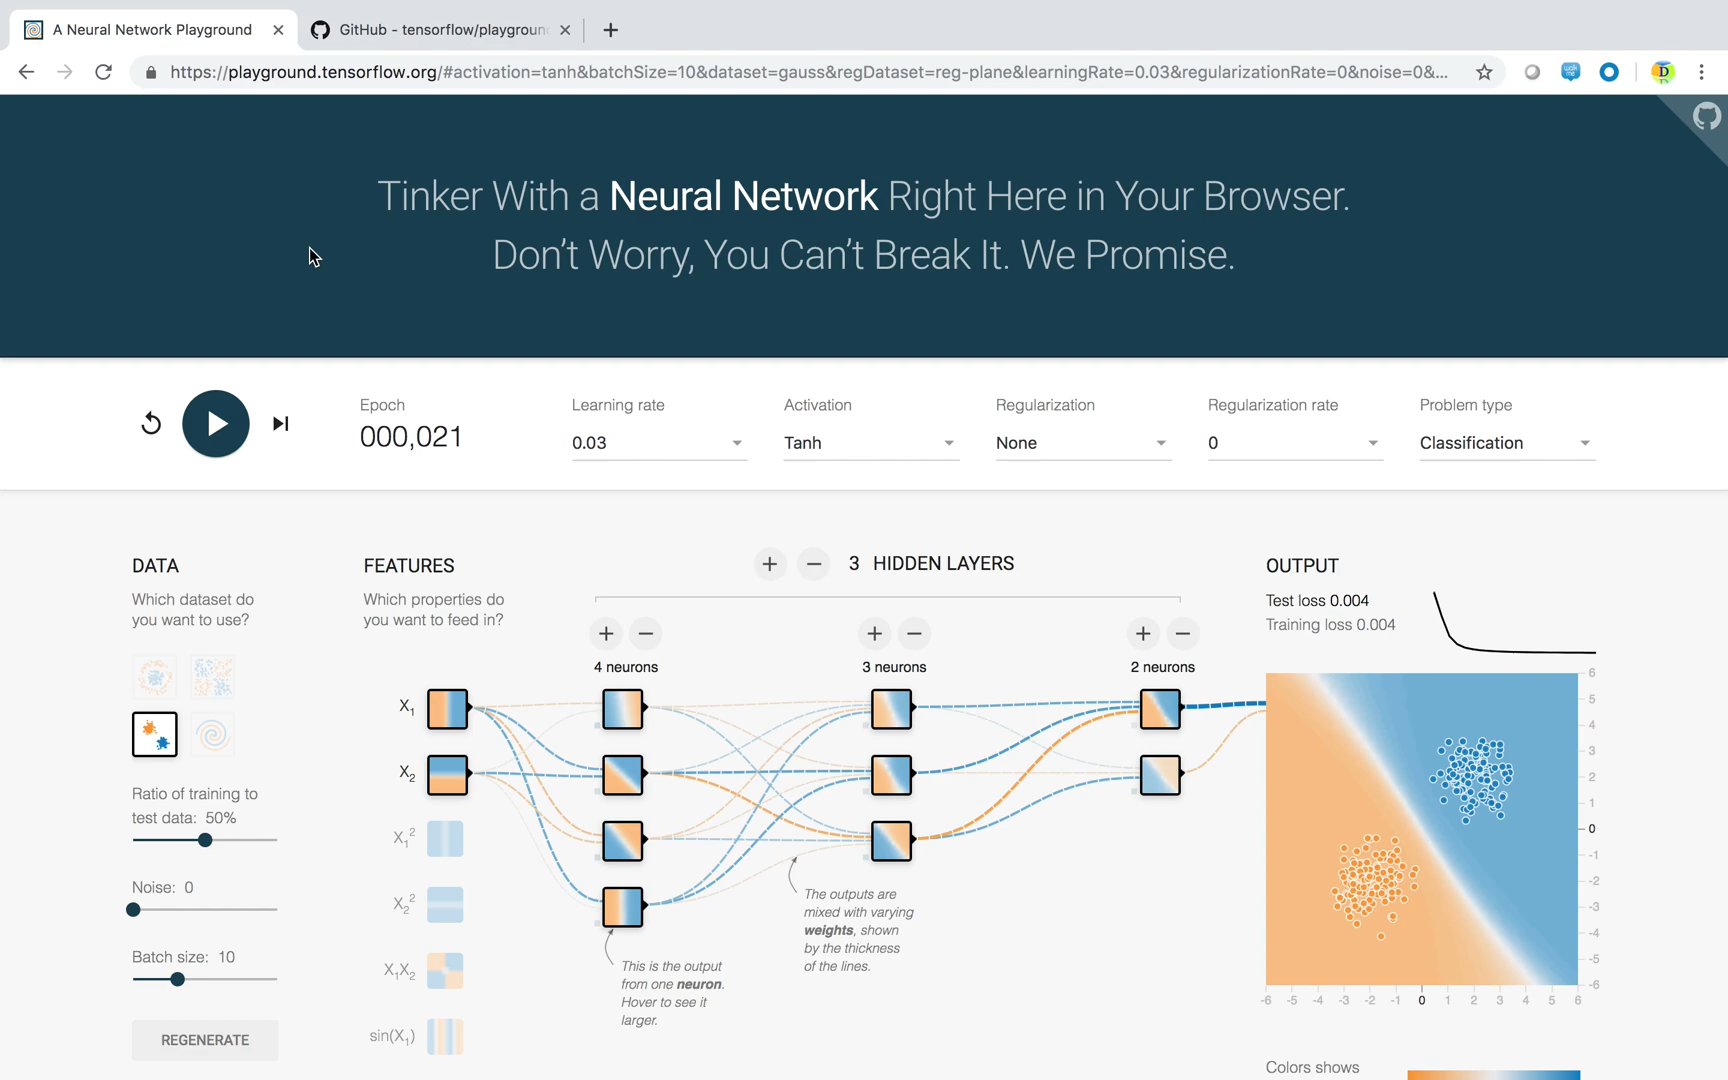 A Neural Network Playground
GitHub - tensorflow/playgroun
https://playground.tensorflow.org/#activation=tanh&batchSize=10&dataset=gauss&regDataset=reg-plane&learningRate=0.03&regularizationRate=0&noise=0&...
Tinker With a Neural Network Right Here in Your Browser.
Don't Worry, You Can't Break It. We Promise.
Epoch
000,021
Learning rate
0.03
Activation
Tanh
Regularization
None
Regularization rate
0
Problem type
Classification
DATA
Which dataset do
you want to use?
Ratio of training to
test data: 50%
Noise: 0
Batch size: 10
REGENERATE
FEATURES
Which properties do
you want to feed in?
X1
X2
X1²
X2²
X1X2
sin(X1)
+ − 3 HIDDEN LAYERS
+ −
4 neurons
+ −
3 neurons
+ −
2 neurons
This is the output
from one neuron.
Hover to see it
larger.
The outputs are
mixed with varying
weights, shown
by the thickness
of the lines.
OUTPUT
Test loss 0.004
Training loss 0.004
6
5
4
3
2
1
0
-1
-2
-3
-4
-5
-6
-6 -5 -4 -3 -2 -1 0 1 2 3 4 5 6
Colors shows